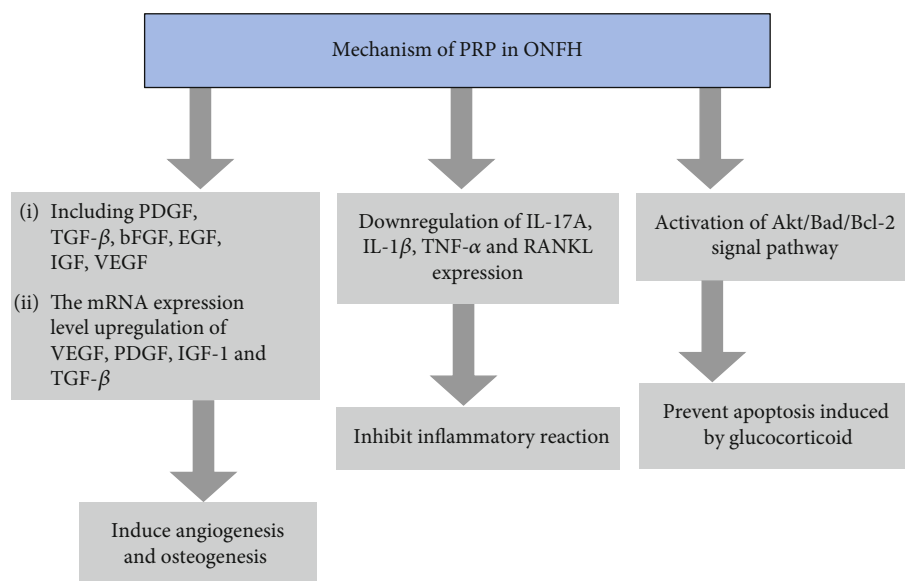 Mechanism of PRP in ONFH
(i) Including PDGF,
TGF-β, bFGF, EGF,
IGF, VEGF
(ii) The mRNA expression
level upregulation of
VEGF, PDGF, IGF-1 and
TGF-β
Induce angiogenesis
and osteogenesis
Downregulation of IL-17A,
IL-1β, TNF-α and RANKL
expression
Inhibit inflammatory reaction
Activation of Akt/Bad/Bcl-2
signal pathway
Prevent apoptosis induced
by glucocorticoid